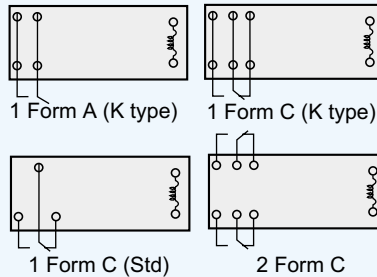 1 Form A (K type)
1 Form C (K type)
1 Form C (Std)
2 Form C